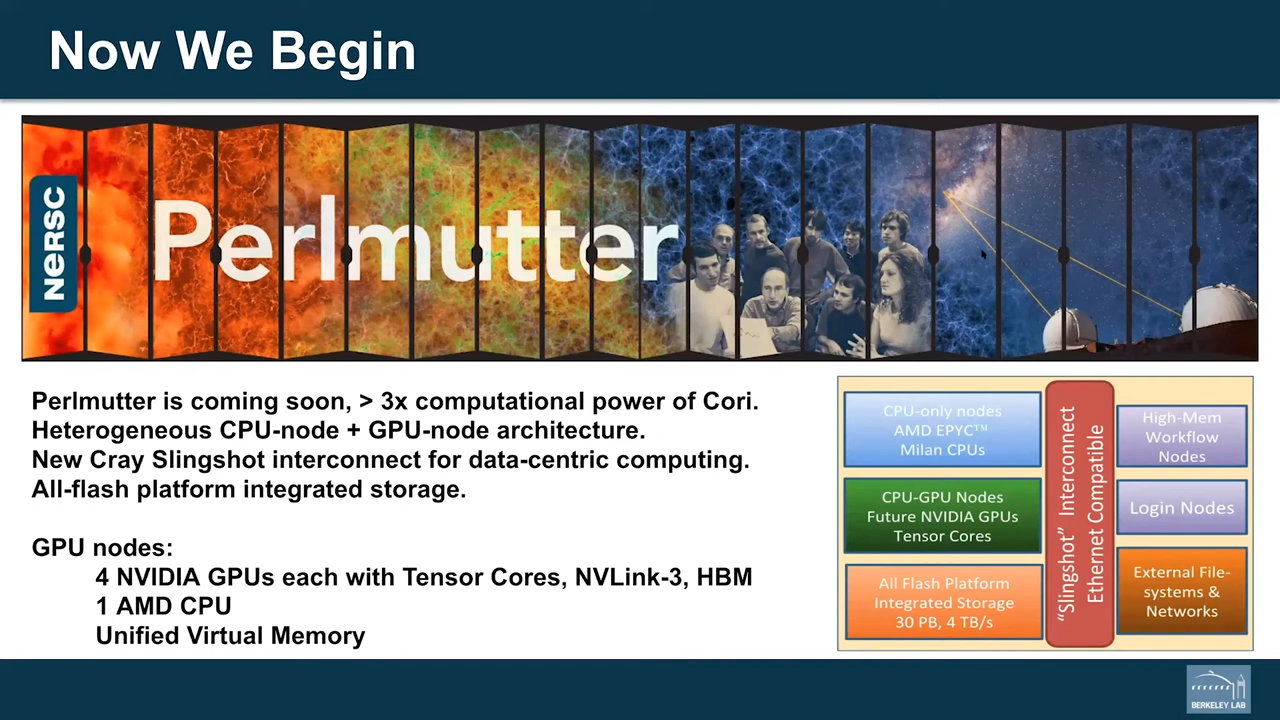 Now We Begin
NERSC
Perlmutter
Perlmutter is coming soon, > 3x computational power of Cori.
Heterogeneous CPU-node + GPU-node architecture.
New Cray Slingshot interconnect for data-centric computing.
All-flash platform integrated storage.
GPU nodes:
4 NVIDIA GPUs each with Tensor Cores, NVLink-3, HBM
1 AMD CPU
Unified Virtual Memory
CPU-only nodes
AMD EPYC™
Milan CPUs
CPU-GPU Nodes
Future NVIDIA GPUs
Tensor Cores
All Flash Platform
Integrated Storage
30 PB, 4 TB/s
"Slingshot" Interconnect
Ethernet Compatible
High-Mem
Workflow
Nodes
Login Nodes
External File-
systems &
Networks
BERKELEY LAB